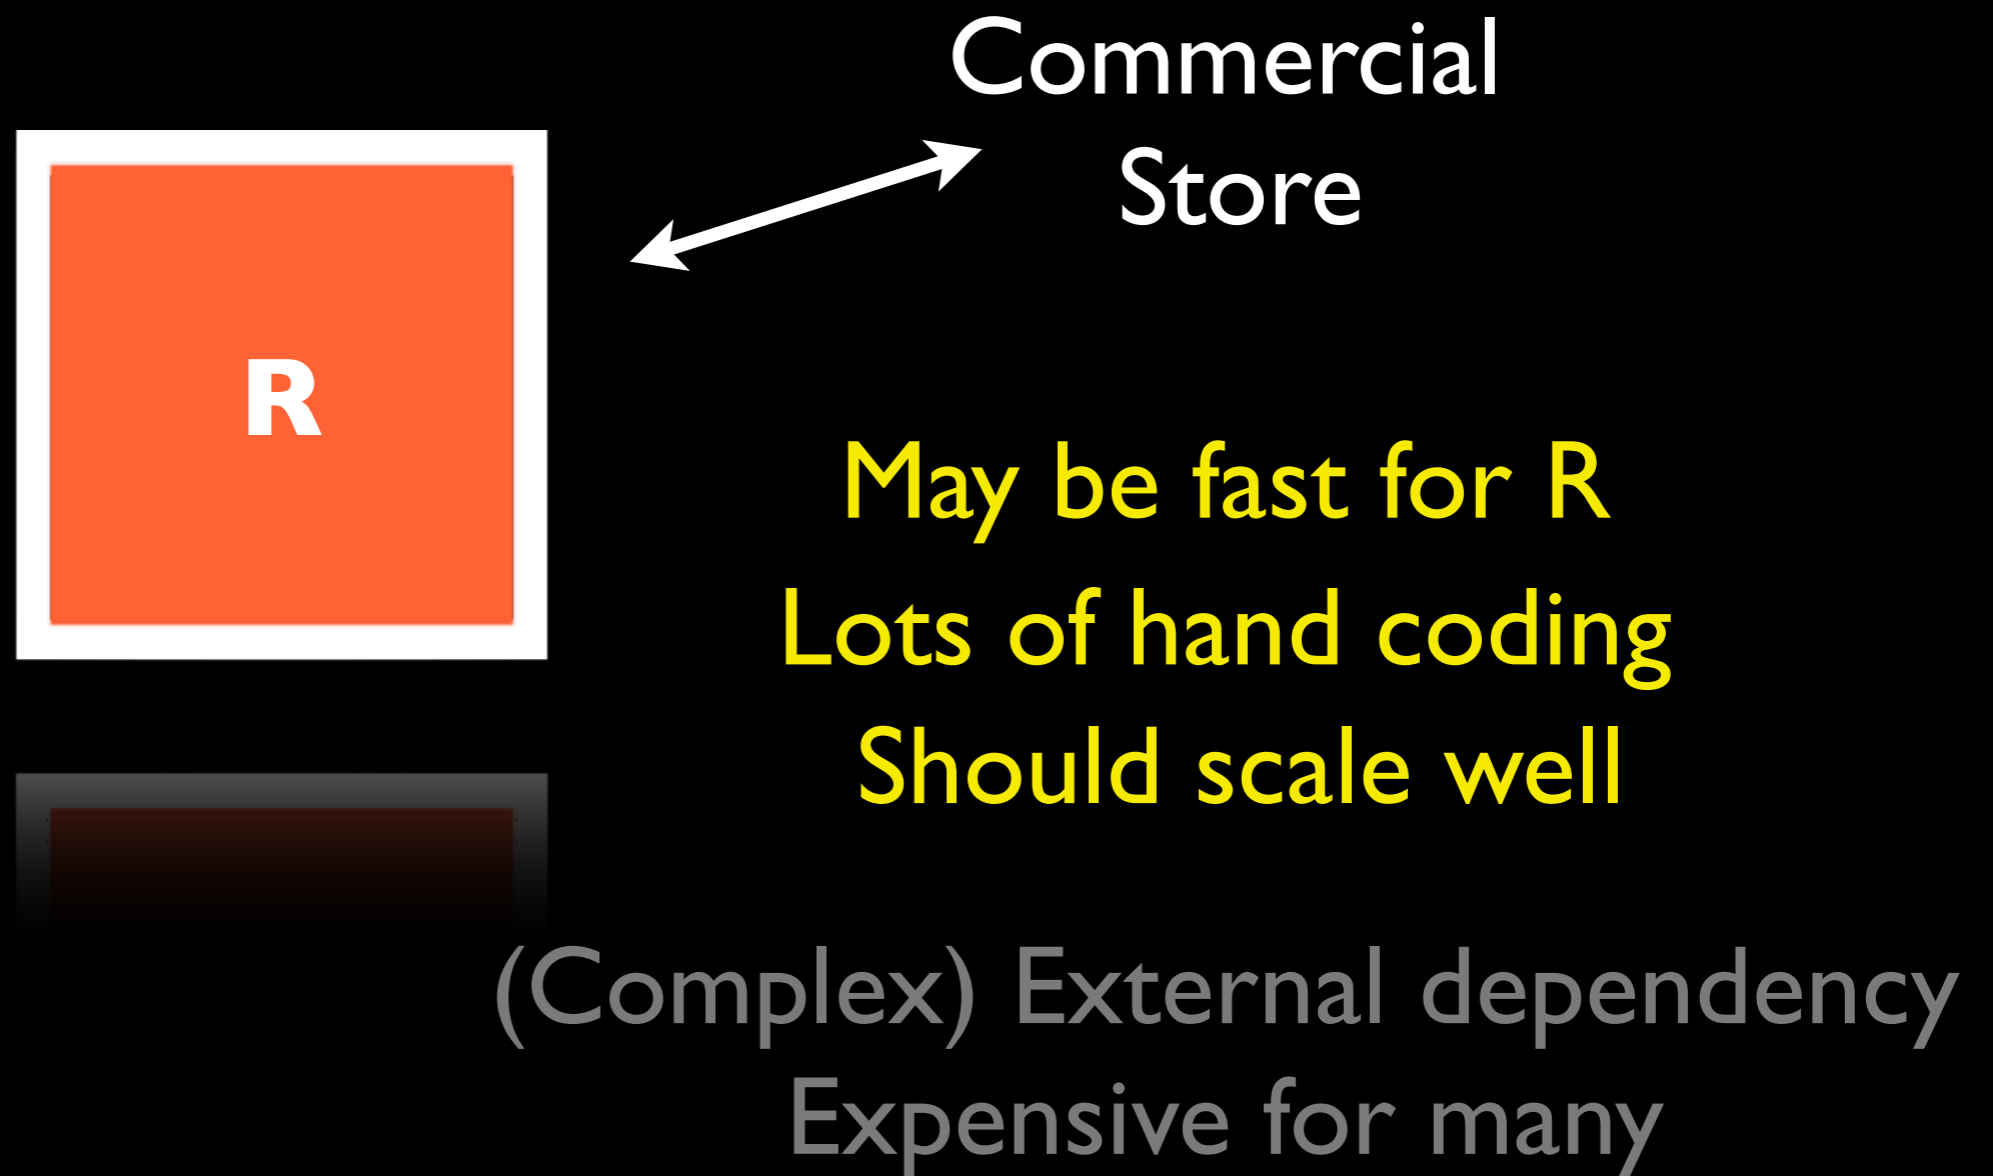 Commercial
Store
R
May be fast for R
Lots of hand coding
Should scale well
(Complex) External dependency
Expensive for many